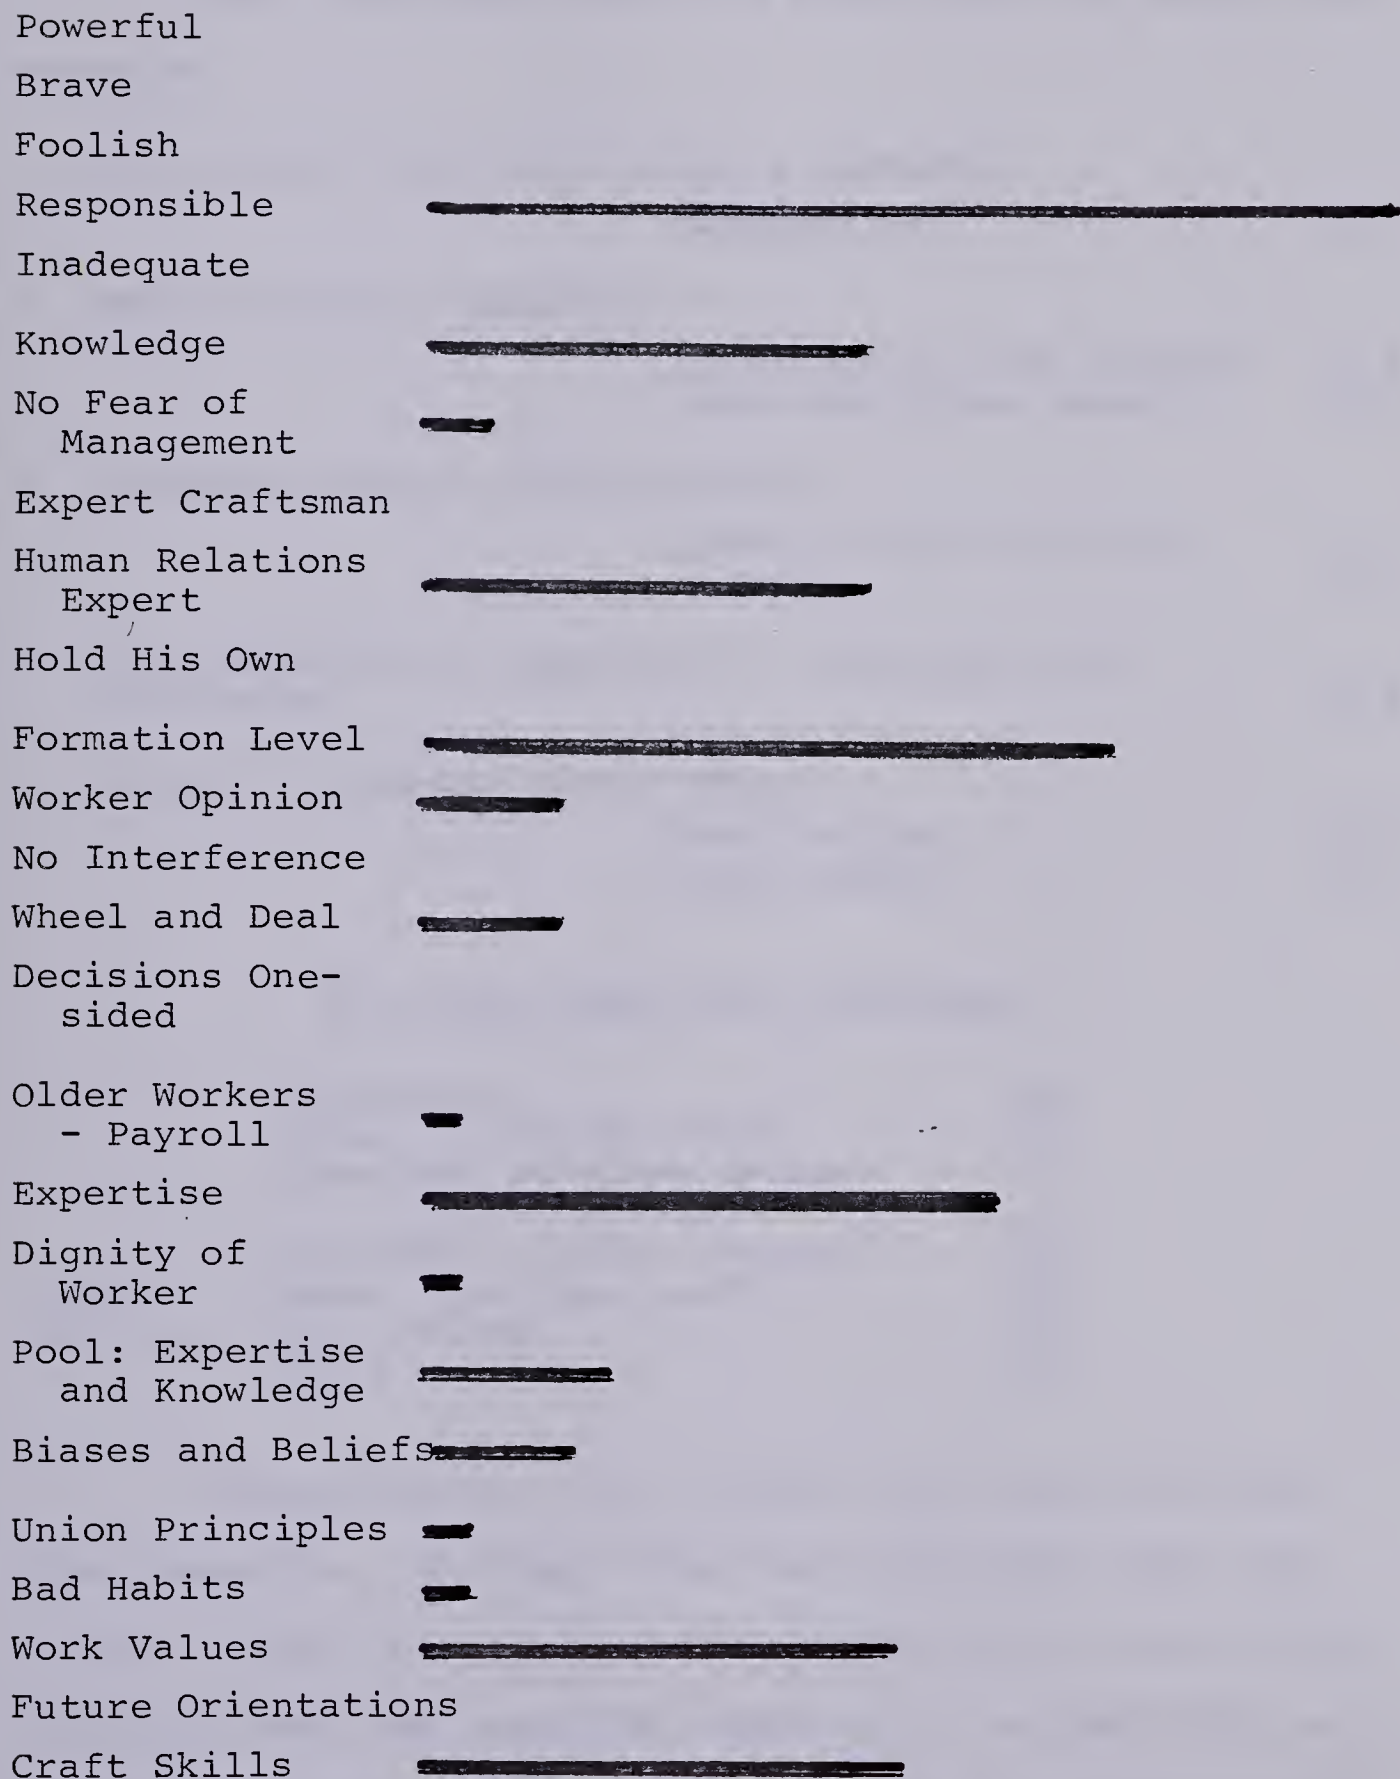 Powerful
Brave
Foolish
Responsible
Inadequate
Knowledge
No Fear of
Management
Expert Craftsman
Human Relations
Expert
Hold His Own
Formation Level
Worker Opinion
No Interference
Wheel and Deal
Decisions One-
sided
Older Workers
- Payroll
Expertise
Dignity of
Worker
Pool: Expertise
and Knowledge
Biases and Beliefs
Union Principles
Bad Habits
Work Values
Future Orientations
Craft Skills